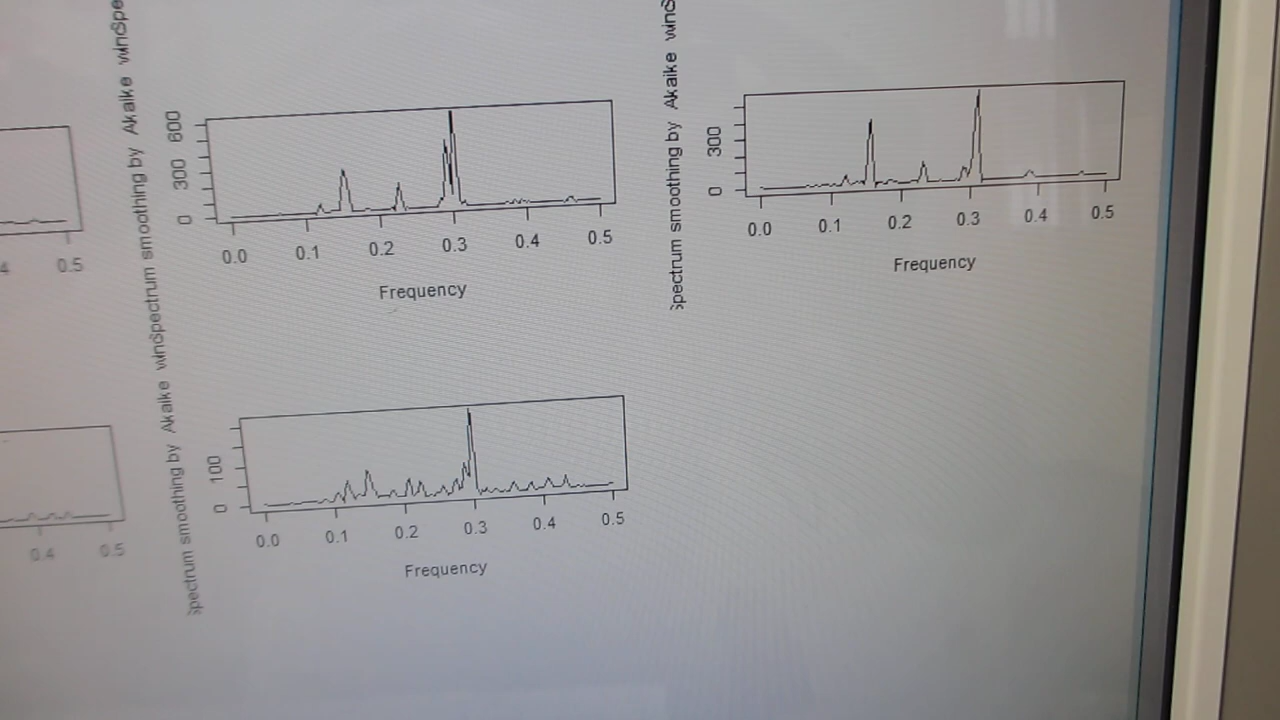 Spectrum smoothing by Akaike wind
600
300
0
0.0 0.1 0.2 0.3 0.4 0.5
Frequency
Spectrum smoothing by Akaike wind
300
0
0.0 0.1 0.2 0.3 0.4 0.5
Frequency
4 0.5
Spectrum smoothing by Akaike
100
0
0.0 0.1 0.2 0.3 0.4 0.5
Frequency
0.4 0.5